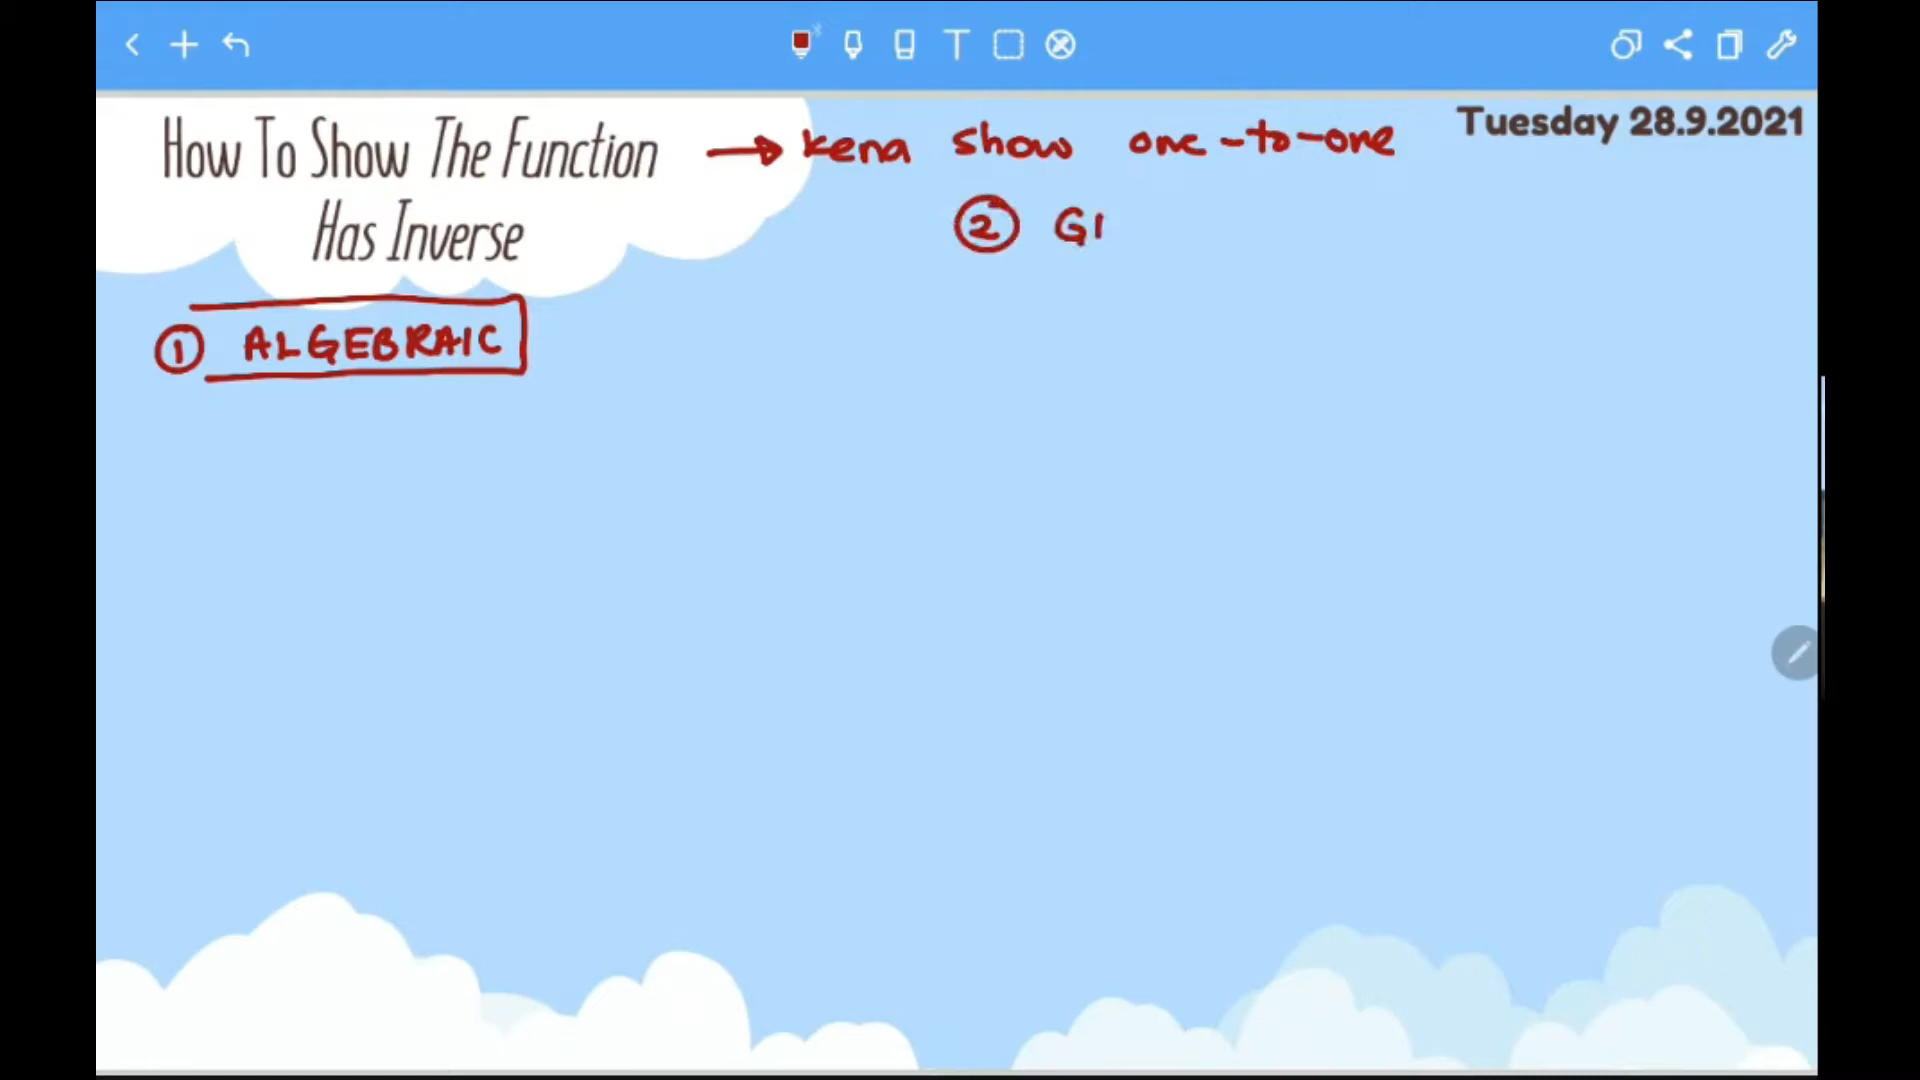 How To Show The Function
Has Inverse
→ kena show one-to-one
Tuesday 28.9.2021
② G
① ALGEBRAIC